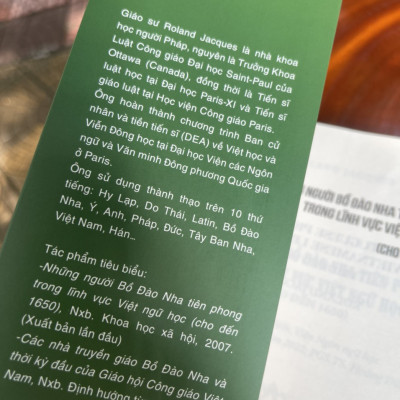 Giáo sư Roland Jacques là nhà khoa
học người Pháp, nguyên là Trưởng Khoa
Luật Công giáo Đại học Saint-Paul của
Ottawa (Canada), đồng thời là Tiến sĩ
luật học tại Đại học Paris-XI và Tiến sĩ
giáo luật tại Học viện Công giáo Paris.
Ông hoàn thành chương trình Ban cử
nhân và tiền tiến sĩ (DEA) về Việt học và
Viễn Đông học tại Đại học Viện các Ngôn
ngữ và Văn minh Đông phương Quốc gia
ở Paris.
Ông sử dụng thành thạo trên 10 thứ
tiếng: Hy Lạp, Do Thái, Latin, Bồ Đào
Nha, Ý, Anh, Pháp, Đức, Tây Ban Nha,
Việt Nam, Hán..
Tác phẩm tiêu biểu:
-Những người Bồ Đào Nha tiên phong
trong lĩnh vực Việt ngữ học (cho đến
1650), Nxb. Khoa học xã hội, 2007.
(Xuất bản lần đầu)
-Các nhà truyền giáo Bồ Đào Nha và
thời kỳ đầu của Giáo hội Công giáo Việt
Nam, Nxb. Định hướng
NGƯỜI BỒ ĐÀO NHA
TRONG LĨNH VỰC VIỆ
(CHO